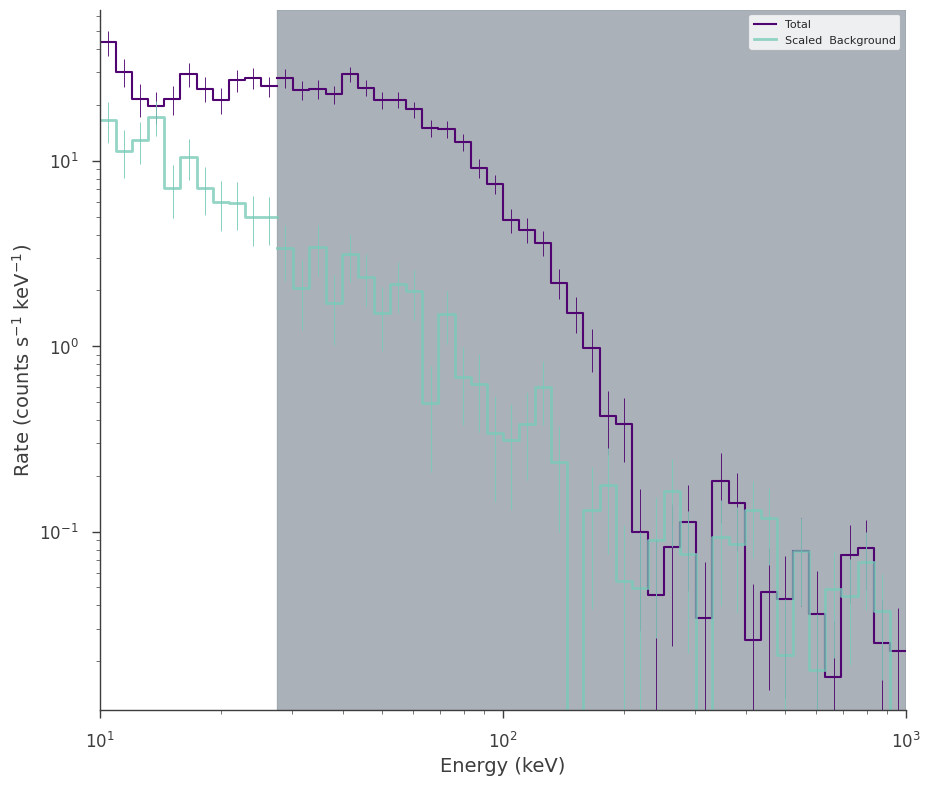 Total
Scaled  Background
10¹
10⁰
10⁻¹
Rate (counts s⁻¹ keV⁻¹)
10¹
10²
10³
Energy (keV)